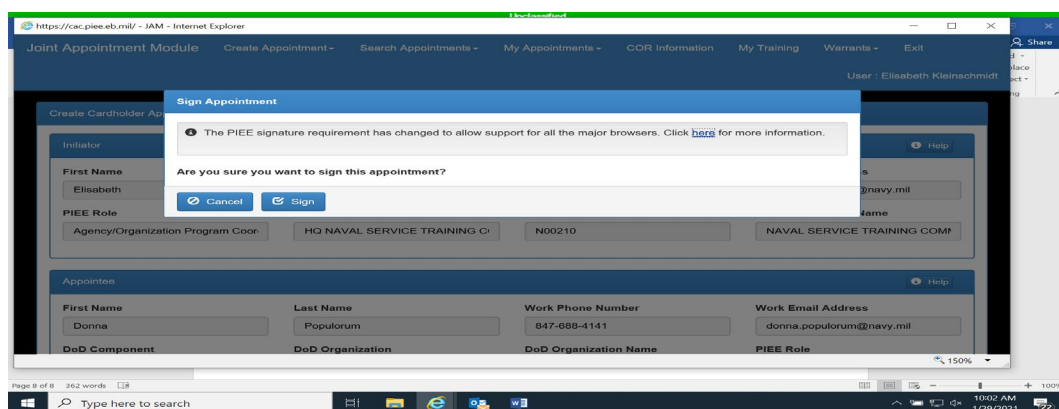 Unclassified
https://cac.piee.eb.mil/ - JAM - Internet Explorer
Share
Joint Appointment Module Create Appointment Search Appointments My Appointments COR Information My Training Warrants Exit
User : Elisabeth Kleinschmidt
Sign Appointment
The PIEE signature requirement has changed to allow support for all the major browsers. Click here for more information.
Are you sure you want to sign this appointment?
Cancel Sign
Create Cardholder Ap
Initiator Help
First Name
Elisabeth @navy.mil
PIEE Role Name
Agency/Organization Program Coor HQ NAVAL SERVICE TRAINING C N00210 NAVAL SERVICE TRAINING COM
Appointee Help
First Name Last Name Work Phone Number Work Email Address
Donna Populorum 847-688-4141 donna.populorum@navy.mil
DoD Component DoD Organization DoD Organization Name PIEE Role
150%
Page 8 of 8 362 words 100%
Type here to search 10:02 AM
1/29/2021